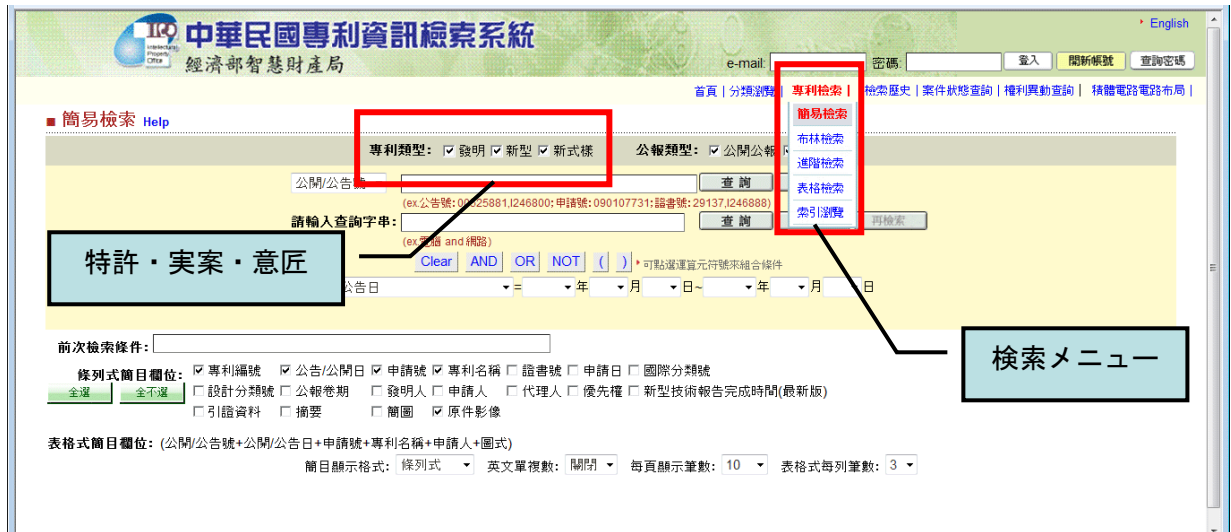 English
中華民國專利資訊檢索系統
經濟部智慧財產局
e-mail: 密碼: 登入 開新帳號 查詢密碼
首頁 | 分類瀏覽 | 專利檢索 | 檢索歷史 | 案件狀態查詢 | 權利異動查詢 | 積體電路電路布局 |
簡易檢索 Help
簡易檢索
布林檢索
進階檢索
表格檢索
索引瀏覽
專利類型: 發明 新型 新式樣 公報類型: 公開公報
公開/公告號 查詢
(ex.公告號:00325881,I246800;申請號:090107731;證書號:29137,I246888)
請輸入查詢字串: 查詢 再檢索
(ex.電腦 and 網路)
Clear AND OR NOT ( ) *可點選運算元符號來組合條件
公告日 = 年 月 日~ 年 月 日
特許・実案・意匠
検索メニュー
前次檢索條件:
條列式簡目欄位: 專利編號 公告/公開日 申請號 專利名稱 證書號 申請日 國際分類號
全選 全不選 設計分類號 公報卷期 發明人 申請人 代理人 優先權 新型技術報告完成時間(最新版)
引證資料 摘要 簡圖 原件影像
表格式簡目欄位: (公開/公告號+公開/公告日+申請號+專利名稱+申請人+圖式)
簡目顯示格式: 條列式 英文單複數: 關閉 每頁顯示筆數: 10 表格式每列筆數: 3